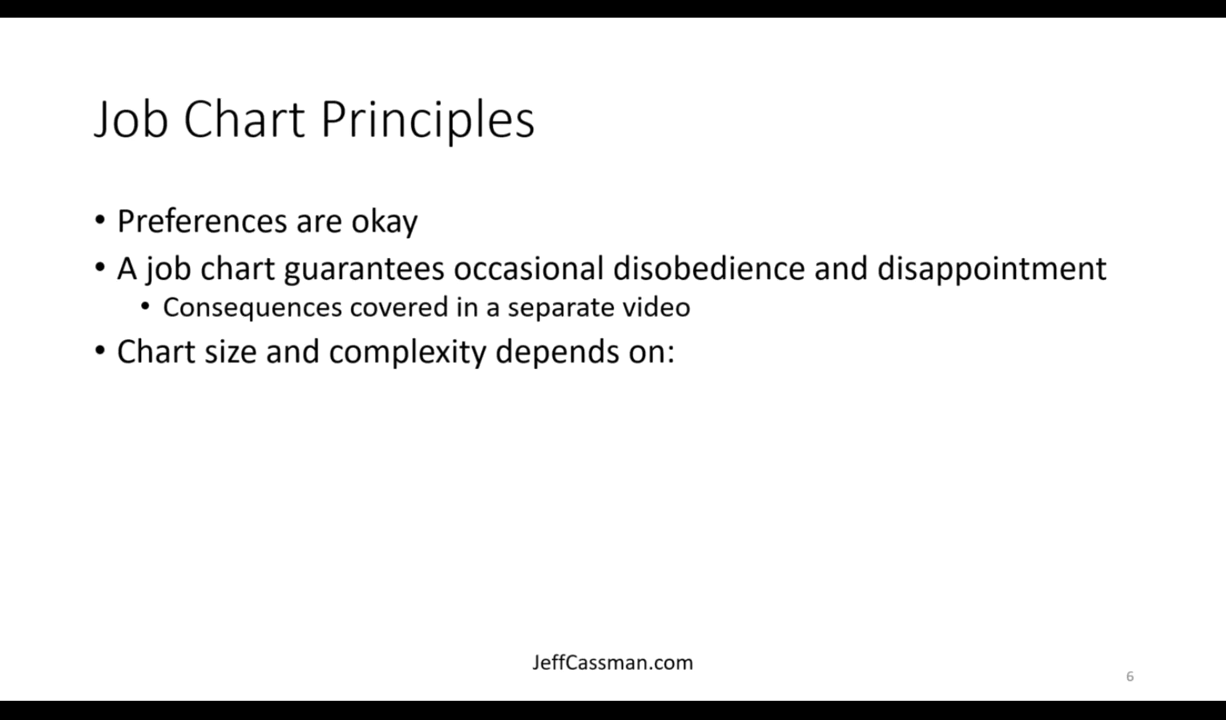 Job Chart Principles
• Preferences are okay
• A job chart guarantees occasional disobedience and disappointment
• Consequences covered in a separate video
• Chart size and complexity depends on:
JeffCassman.com
6